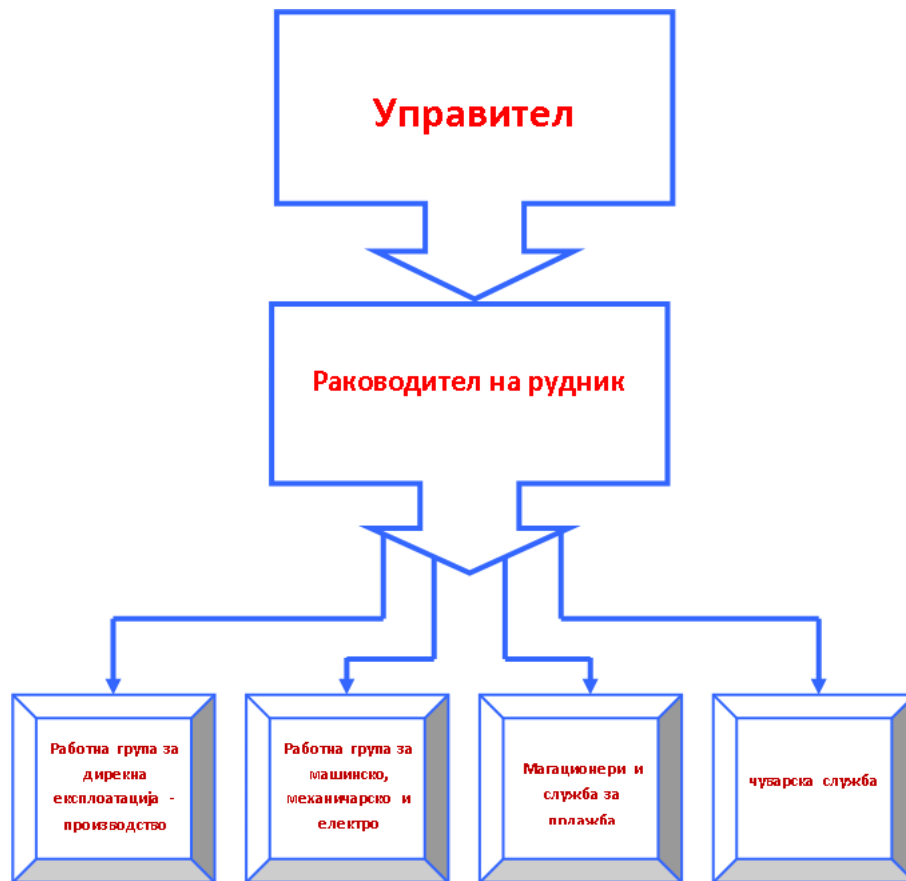 Управител
Раководител на рудник
Работна група за
дирекна
експлоатација -
производство
Работна група за
машинско,
механичарско и
електро
Магационери и
служба за
продажба
чуварска служба